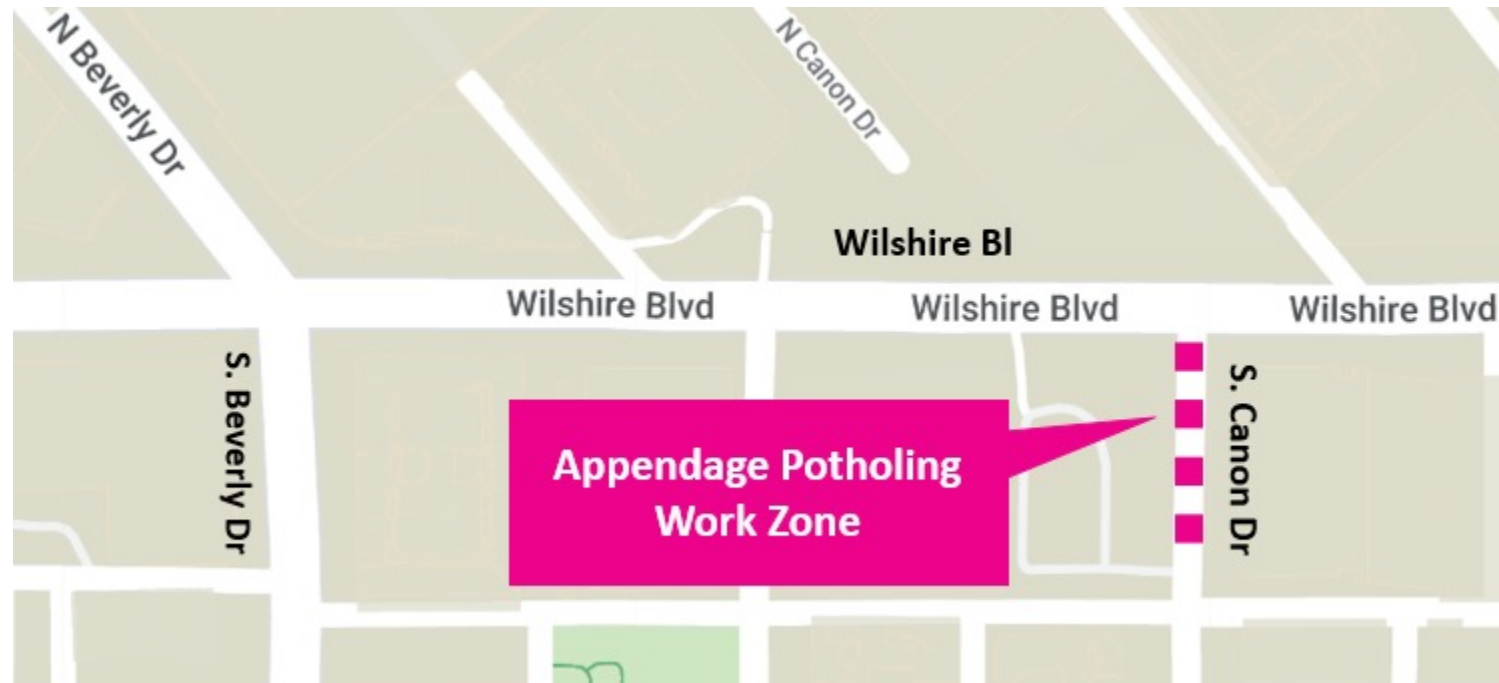 N Beverly Dr
N Canon Dr
Wilshire Bl
Wilshire Blvd
Wilshire Blvd
Wilshire Blvd
S. Beverly Dr
Appendage Potholing
Work Zone
S. Canon Dr